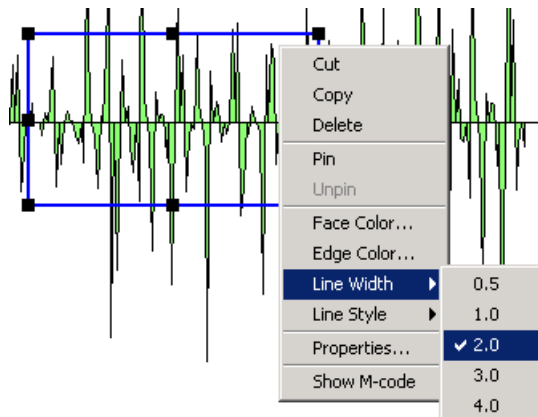 Cut
Copy
Delete
Pin
Unpin
Face Color...
Edge Color...
Line Width
Line Style
Properties...
Show M-code
0.5
1.0
2.0
3.0
4.0